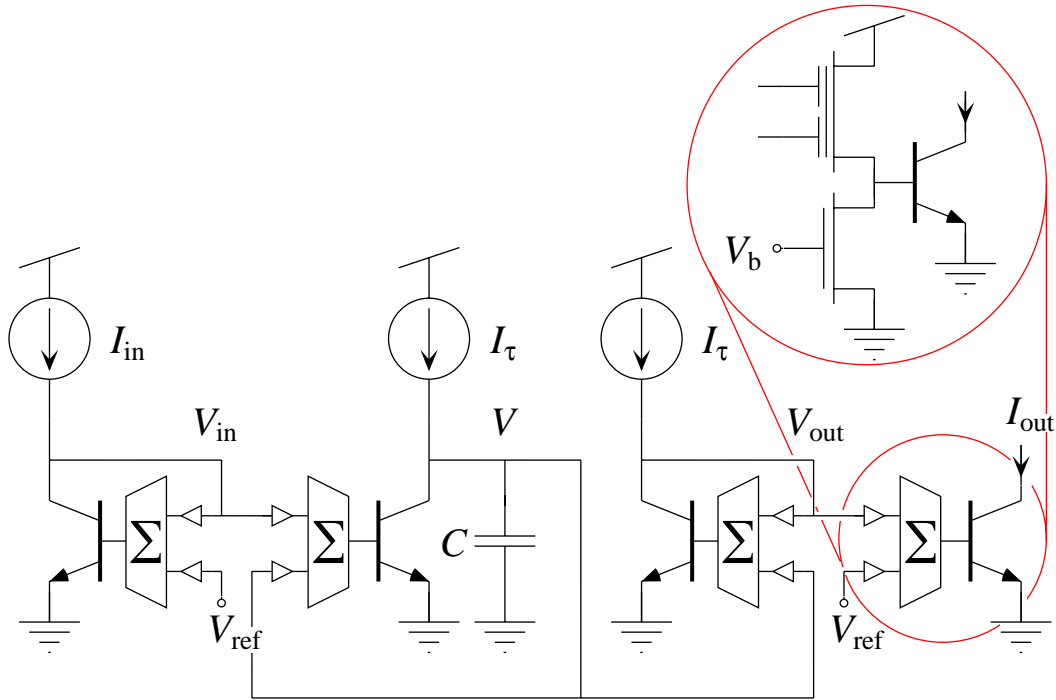 V_b
I_in
I_τ
I_τ
V_in
V
V_out
I_out
Σ
Σ
C
Σ
Σ
V_ref
V_ref